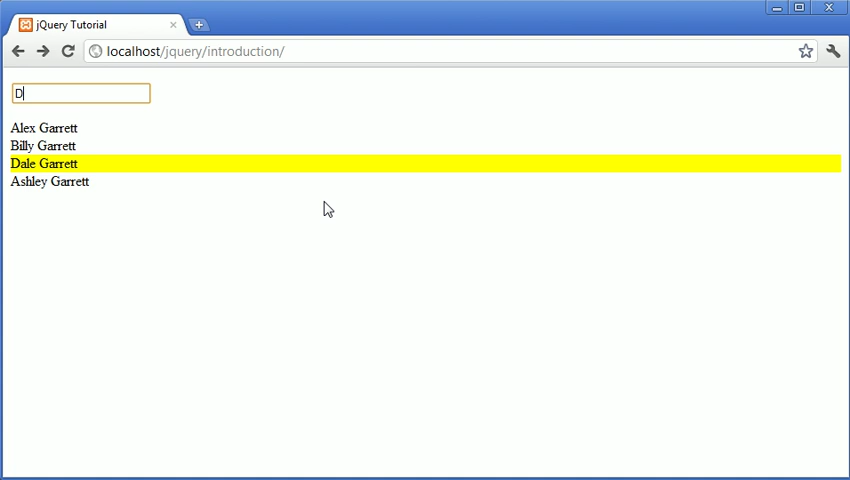 jQuery Tutorial
localhost/jquery/introduction/
D
Alex Garrett
Billy Garrett
Dale Garrett
Ashley Garrett